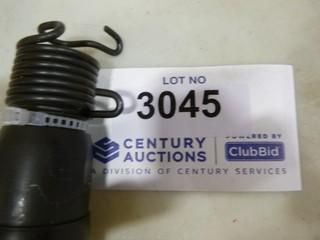 LOT NO
3045
CENTURY
AUCTIONS
POWERED BY
ClubBid
A DIVISION OF CENTURY SERVICES